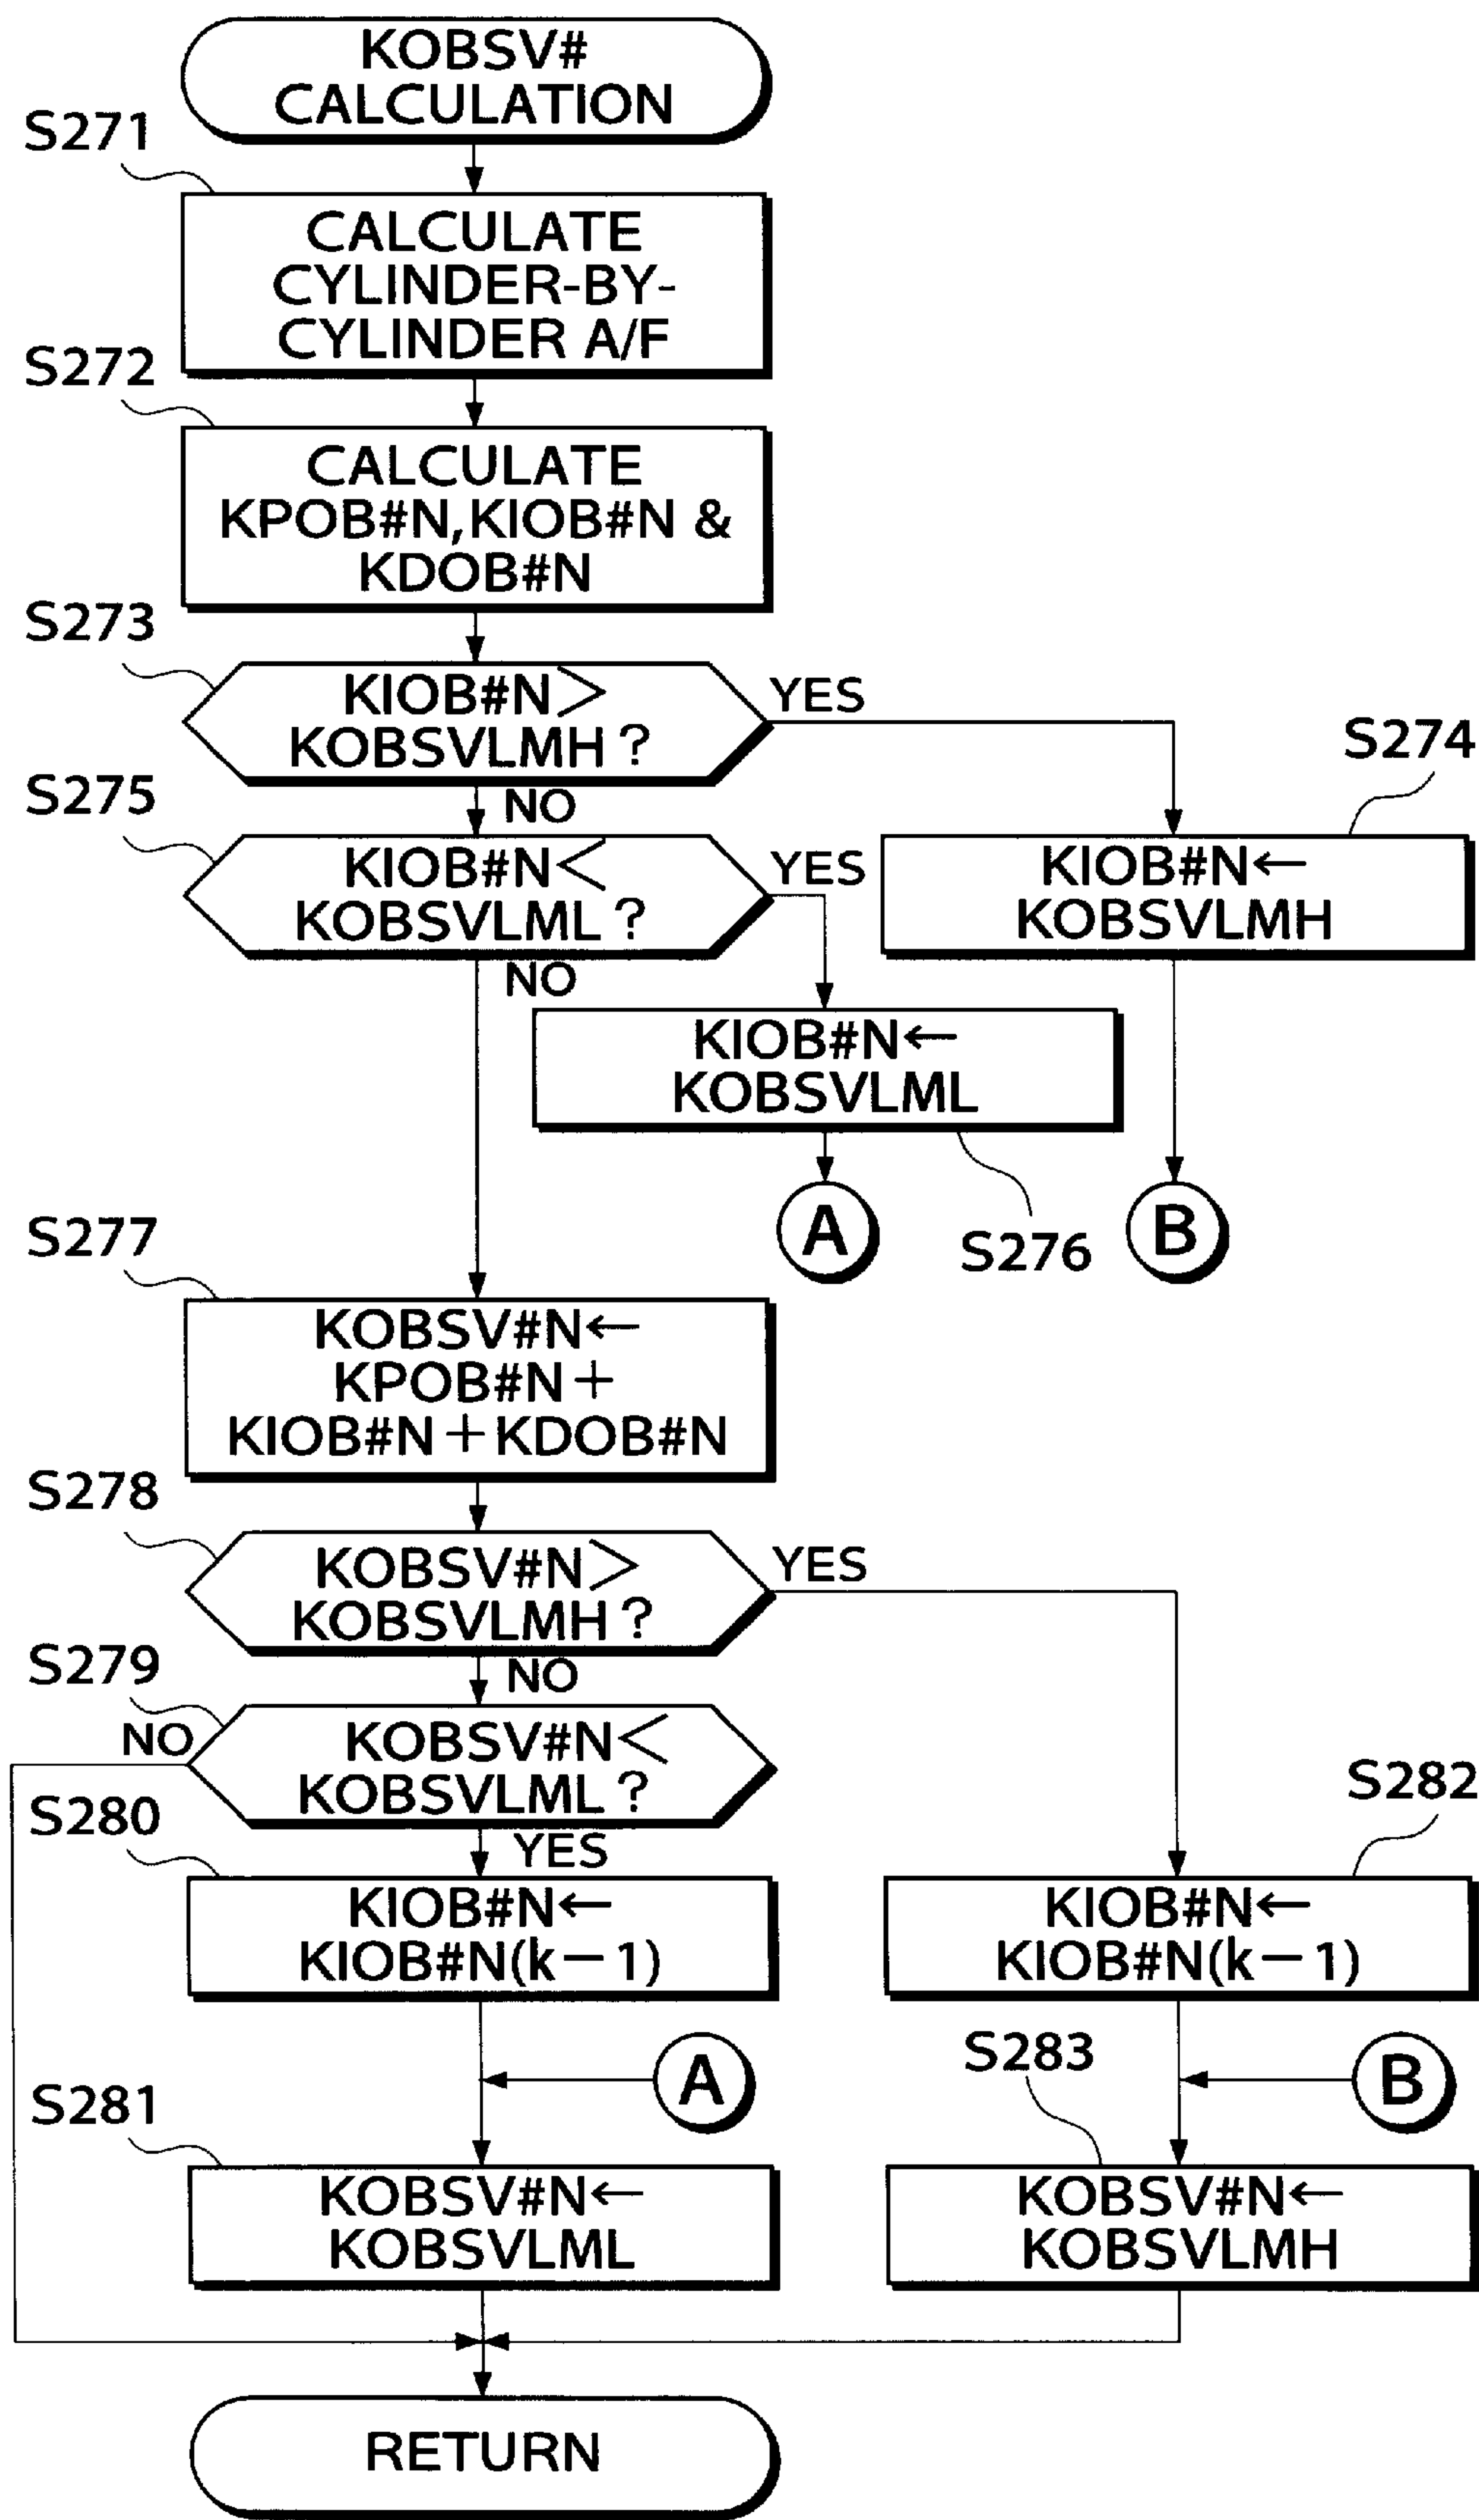 KOBSV#
CALCULATION
S271
CALCULATE
CYLINDER-BY-
CYLINDER A/F
S272
CALCULATE
KPOB#N,KIOB#N &
KDOB#N
S273
KIOB#N>
KOBSVLMH ?
YES
NO
S274
KIOB#N←
KOBSVLMH
S275
KIOB#N<
KOBSVLML ?
YES
NO
KIOB#N←
KOBSVLML
S276
A
B
S277
KOBSV#N←
KPOB#N+
KIOB#N+KDOB#N
S278
KOBSV#N>
KOBSVLMH ?
YES
NO
S279
NO
KOBSV#N<
KOBSVLML ?
YES
S280
KIOB#N←
KIOB#N(k−1)
S282
KIOB#N←
KIOB#N(k−1)
A
S283
B
S281
KOBSV#N←
KOBSVLML
KOBSV#N←
KOBSVLMH
RETURN